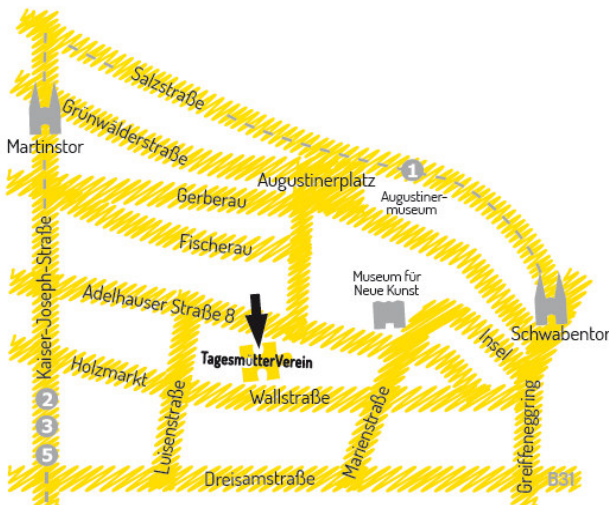 Salzstraße
Grünwälderstraße
Martinstor
1
Augustinerplatz
Augustiner-
museum
Gerberau
Fischerau
Kaiser-Joseph-Straße
Museum für
Neue Kunst
Adelhauser Straße 8
Insel
Schwabentor
TagesmütterVerein
Holzmarkt
Wallstraße
2
3
5
Luisenstraße
Marienstraße
Greiffeneggring
Dreisamstraße
B31